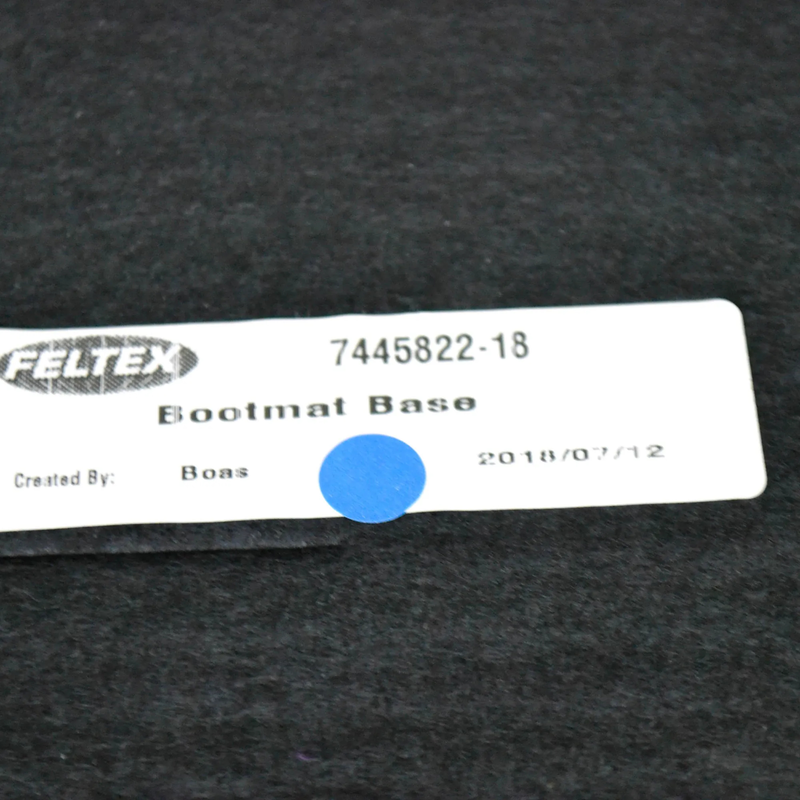 FELTEX
7445822-18
Bootmat Base
Created By: Boas 2018/07/12